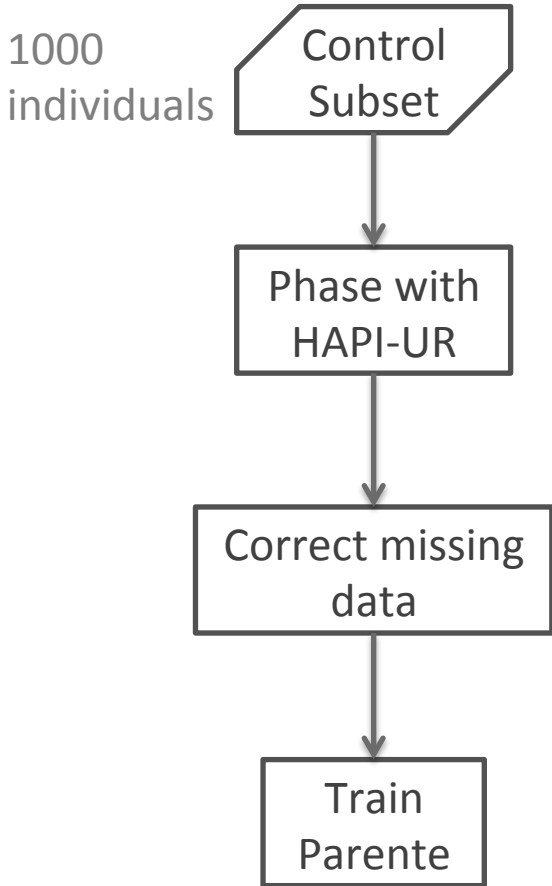 1000
individuals
Control
Subset
Phase with
HAPI-UR
Correct missing
data
Train
Parente